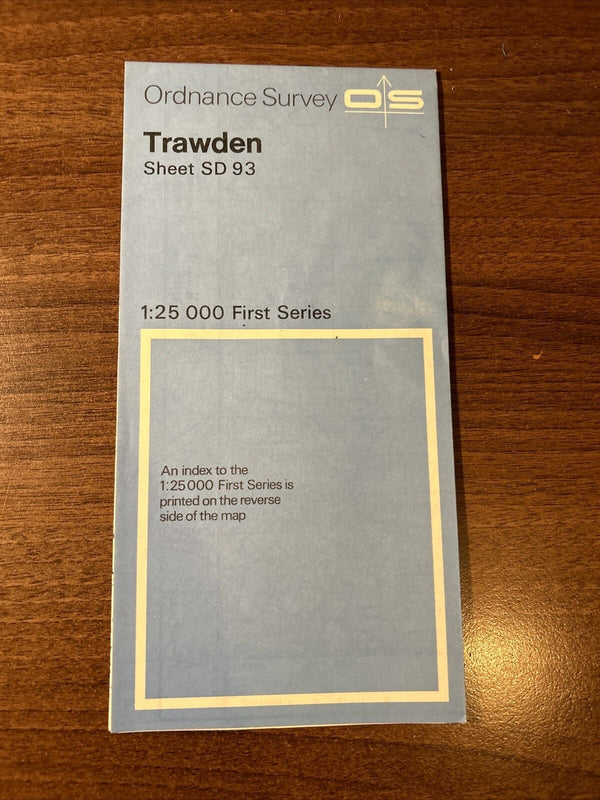 Ordnance Survey OS
Trawden
Sheet SD 93
1:25 000 First Series
An index to the
1:25000 First Series is
printed on the reverse
side of the map